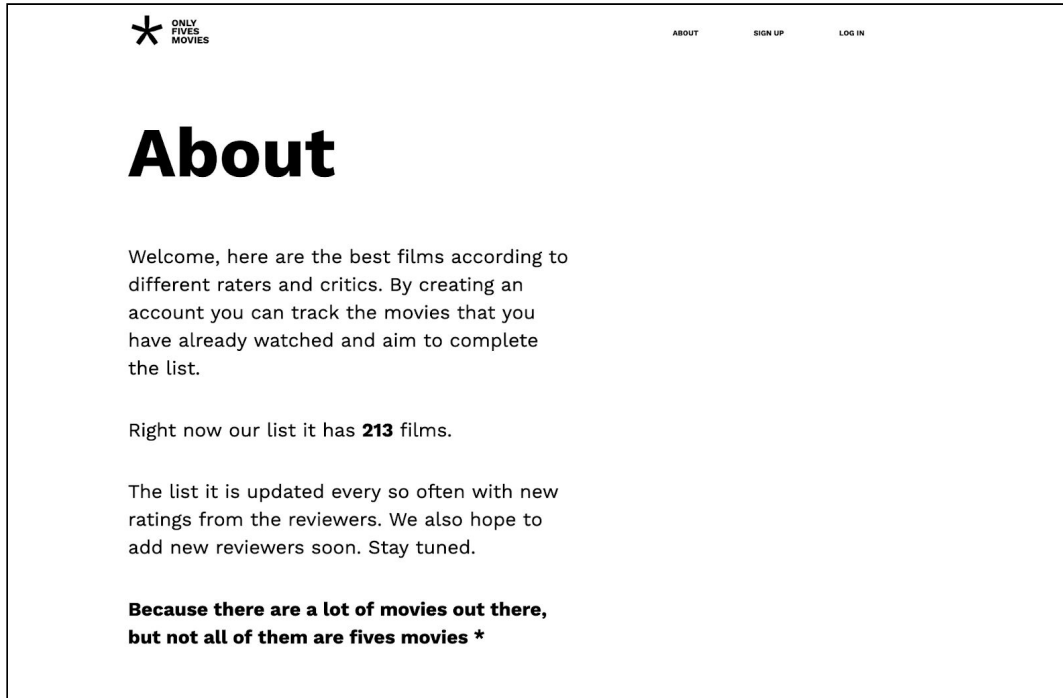 ONLY
FIVES
MOVIES
ABOUT
SIGN UP
LOG IN
About
Welcome, here are the best films according to
different raters and critics. By creating an
account you can track the movies that you
have already watched and aim to complete
the list.
Right now our list it has 213 films.
The list it is updated every so often with new
ratings from the reviewers. We also hope to
add new reviewers soon. Stay tuned.
Because there are a lot of movies out there,
but not all of them are fives movies *